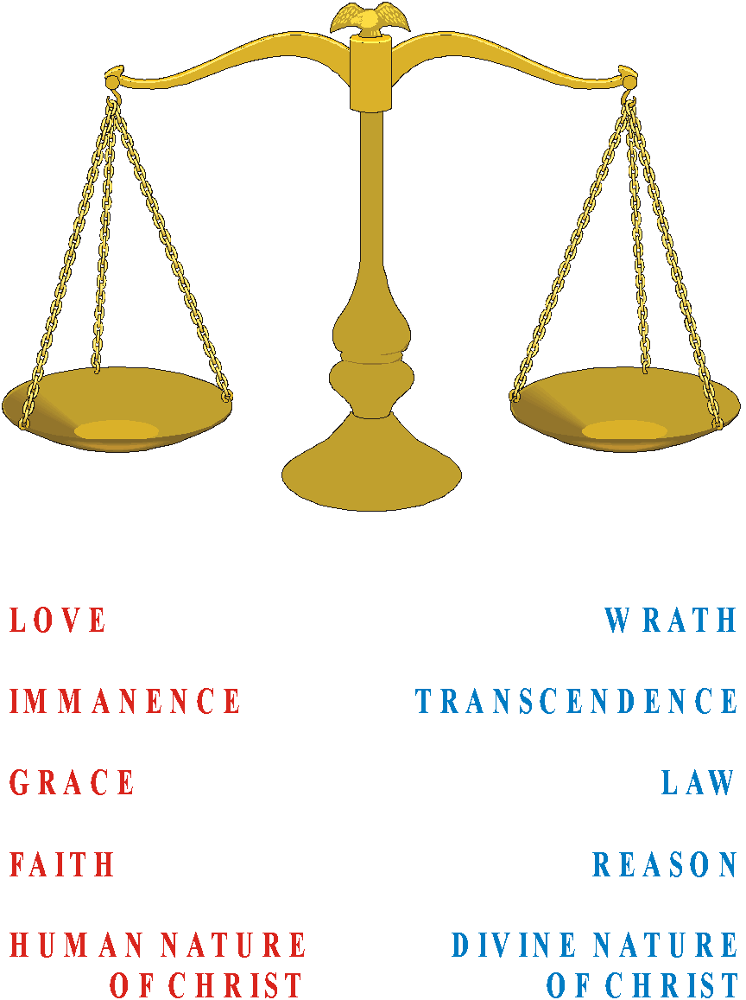 LOVE WRATH
IMMANENCE TRANSCENDENCE
GRACE LAW
FAITH REASON
HUMAN NATURE DIVINE NATURE
OF CHRIST OF CHRIST